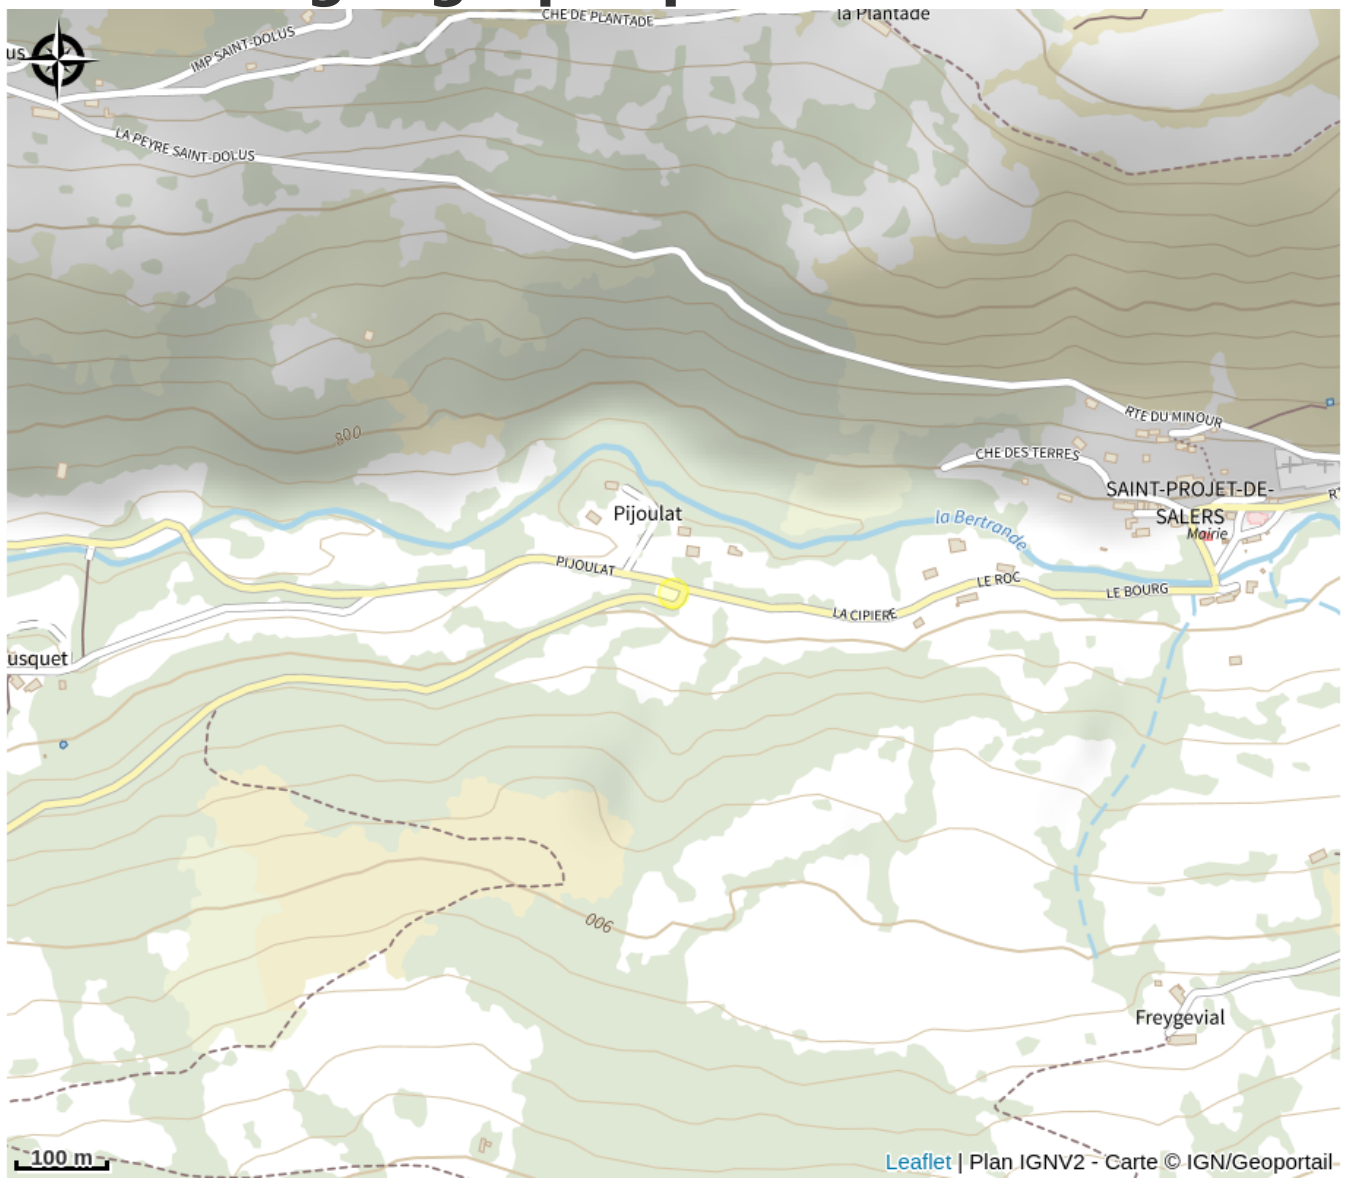 CHE DE PLANTADE
la Plantade
IMP SAINT-DOLUS
us
LA PEYRE SAINT-DOLUS
800
RTE DU MINOUR
CHE DES TERRES
SAINT-PROJET-DE-
SALERS
Mairie
Pijoulat
la Bertrande
PIJOULAT
LE ROC
LE BOURG
LA CIPIERE
usquet
900
Freygevial
100 m
Leaflet | Plan IGNV2 - Carte © IGN/Geoportail